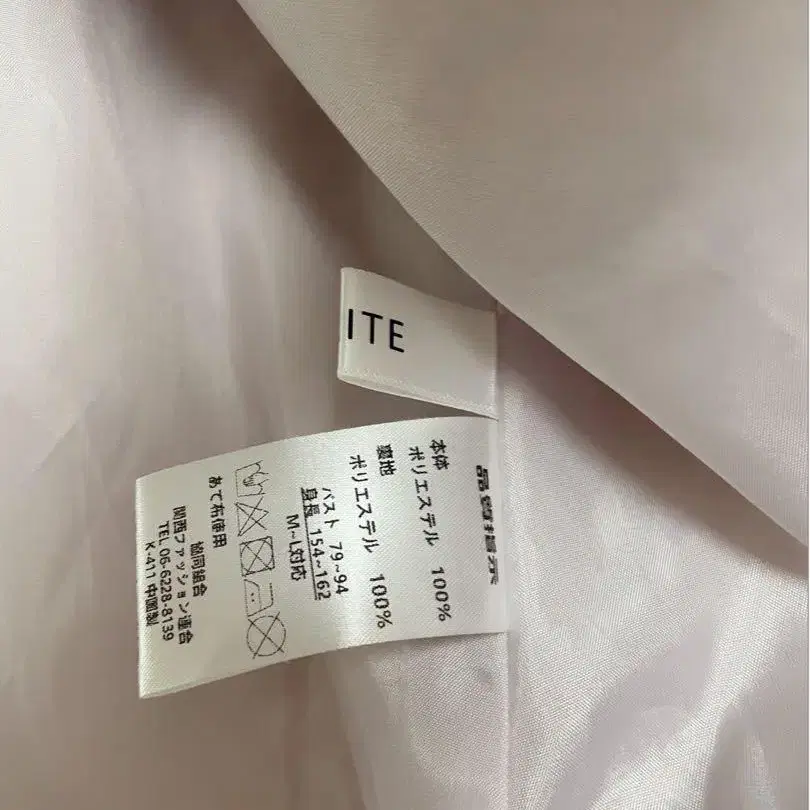 ITE
品質指示
本体
ポリエステル 100%
裏地
ポリエステル 100%
バスト 79~94
身長 154~162
M~L対応
あて布使用
協同組合
関西ファッション連合
TEL 06-6228-8139
K-411 中国製